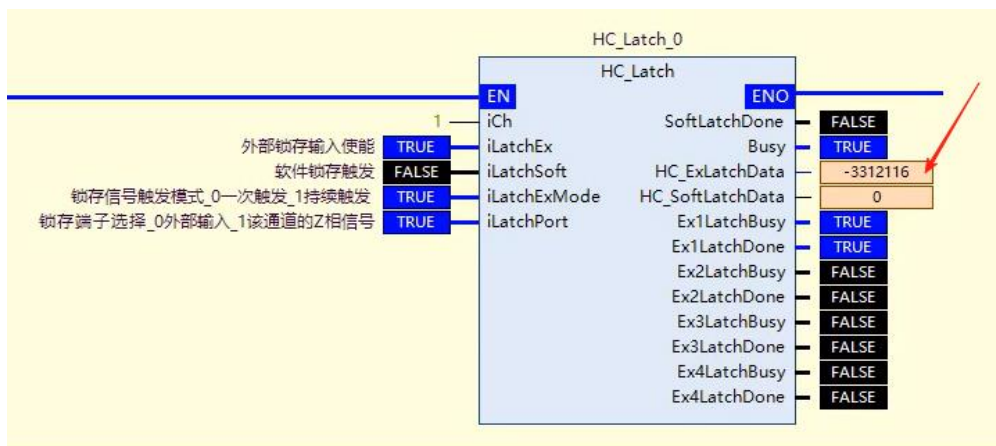 HC_Latch_0
HC_Latch
EN ENO
1 iCh SoftLatchDone FALSE
外部锁存输入使能 TRUE iLatchEx Busy TRUE
软件锁存触发 FALSE iLatchSoft HC_ExLatchData -3312116
锁存信号触发模式_0一次触发_1持续触发 TRUE iLatchExMode HC_SoftLatchData 0
锁存端子选择_0外部输入_1该通道的Z相信号 TRUE iLatchPort Ex1LatchBusy TRUE
Ex1LatchDone TRUE
Ex2LatchBusy FALSE
Ex2LatchDone FALSE
Ex3LatchBusy FALSE
Ex3LatchDone FALSE
Ex4LatchBusy FALSE
Ex4LatchDone FALSE